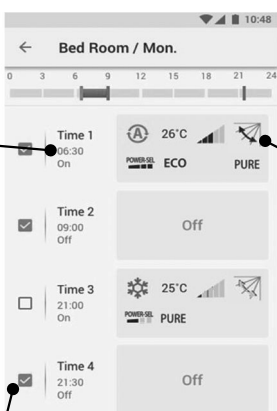 10:48
Bed Room / Mon.
0 3 6 9 12 15 18 21 24
Time 1
06:30
On
A 26°C
POWER-SEL ECO PURE
Time 2
09:00
Off
Off
Time 3
21:00
On
25°C
POWER-SEL PURE
Time 4
21:30
Off
Off